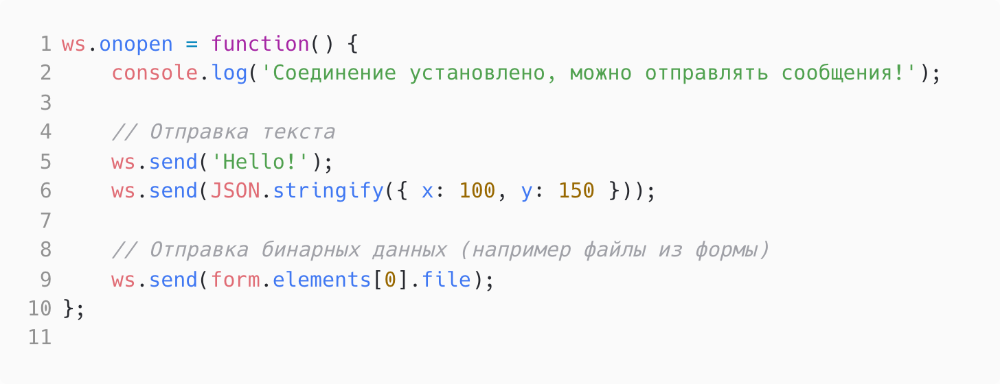 1 ws.onopen = function() {
2     console.log('Соединение установлено, можно отправлять сообщения!');
3
4     // Отправка текста
5     ws.send('Hello!');
6     ws.send(JSON.stringify({ x: 100, y: 150 }));
7
8     // Отправка бинарных данных (например файлы из формы)
9     ws.send(form.elements[0].file);
10 };
11